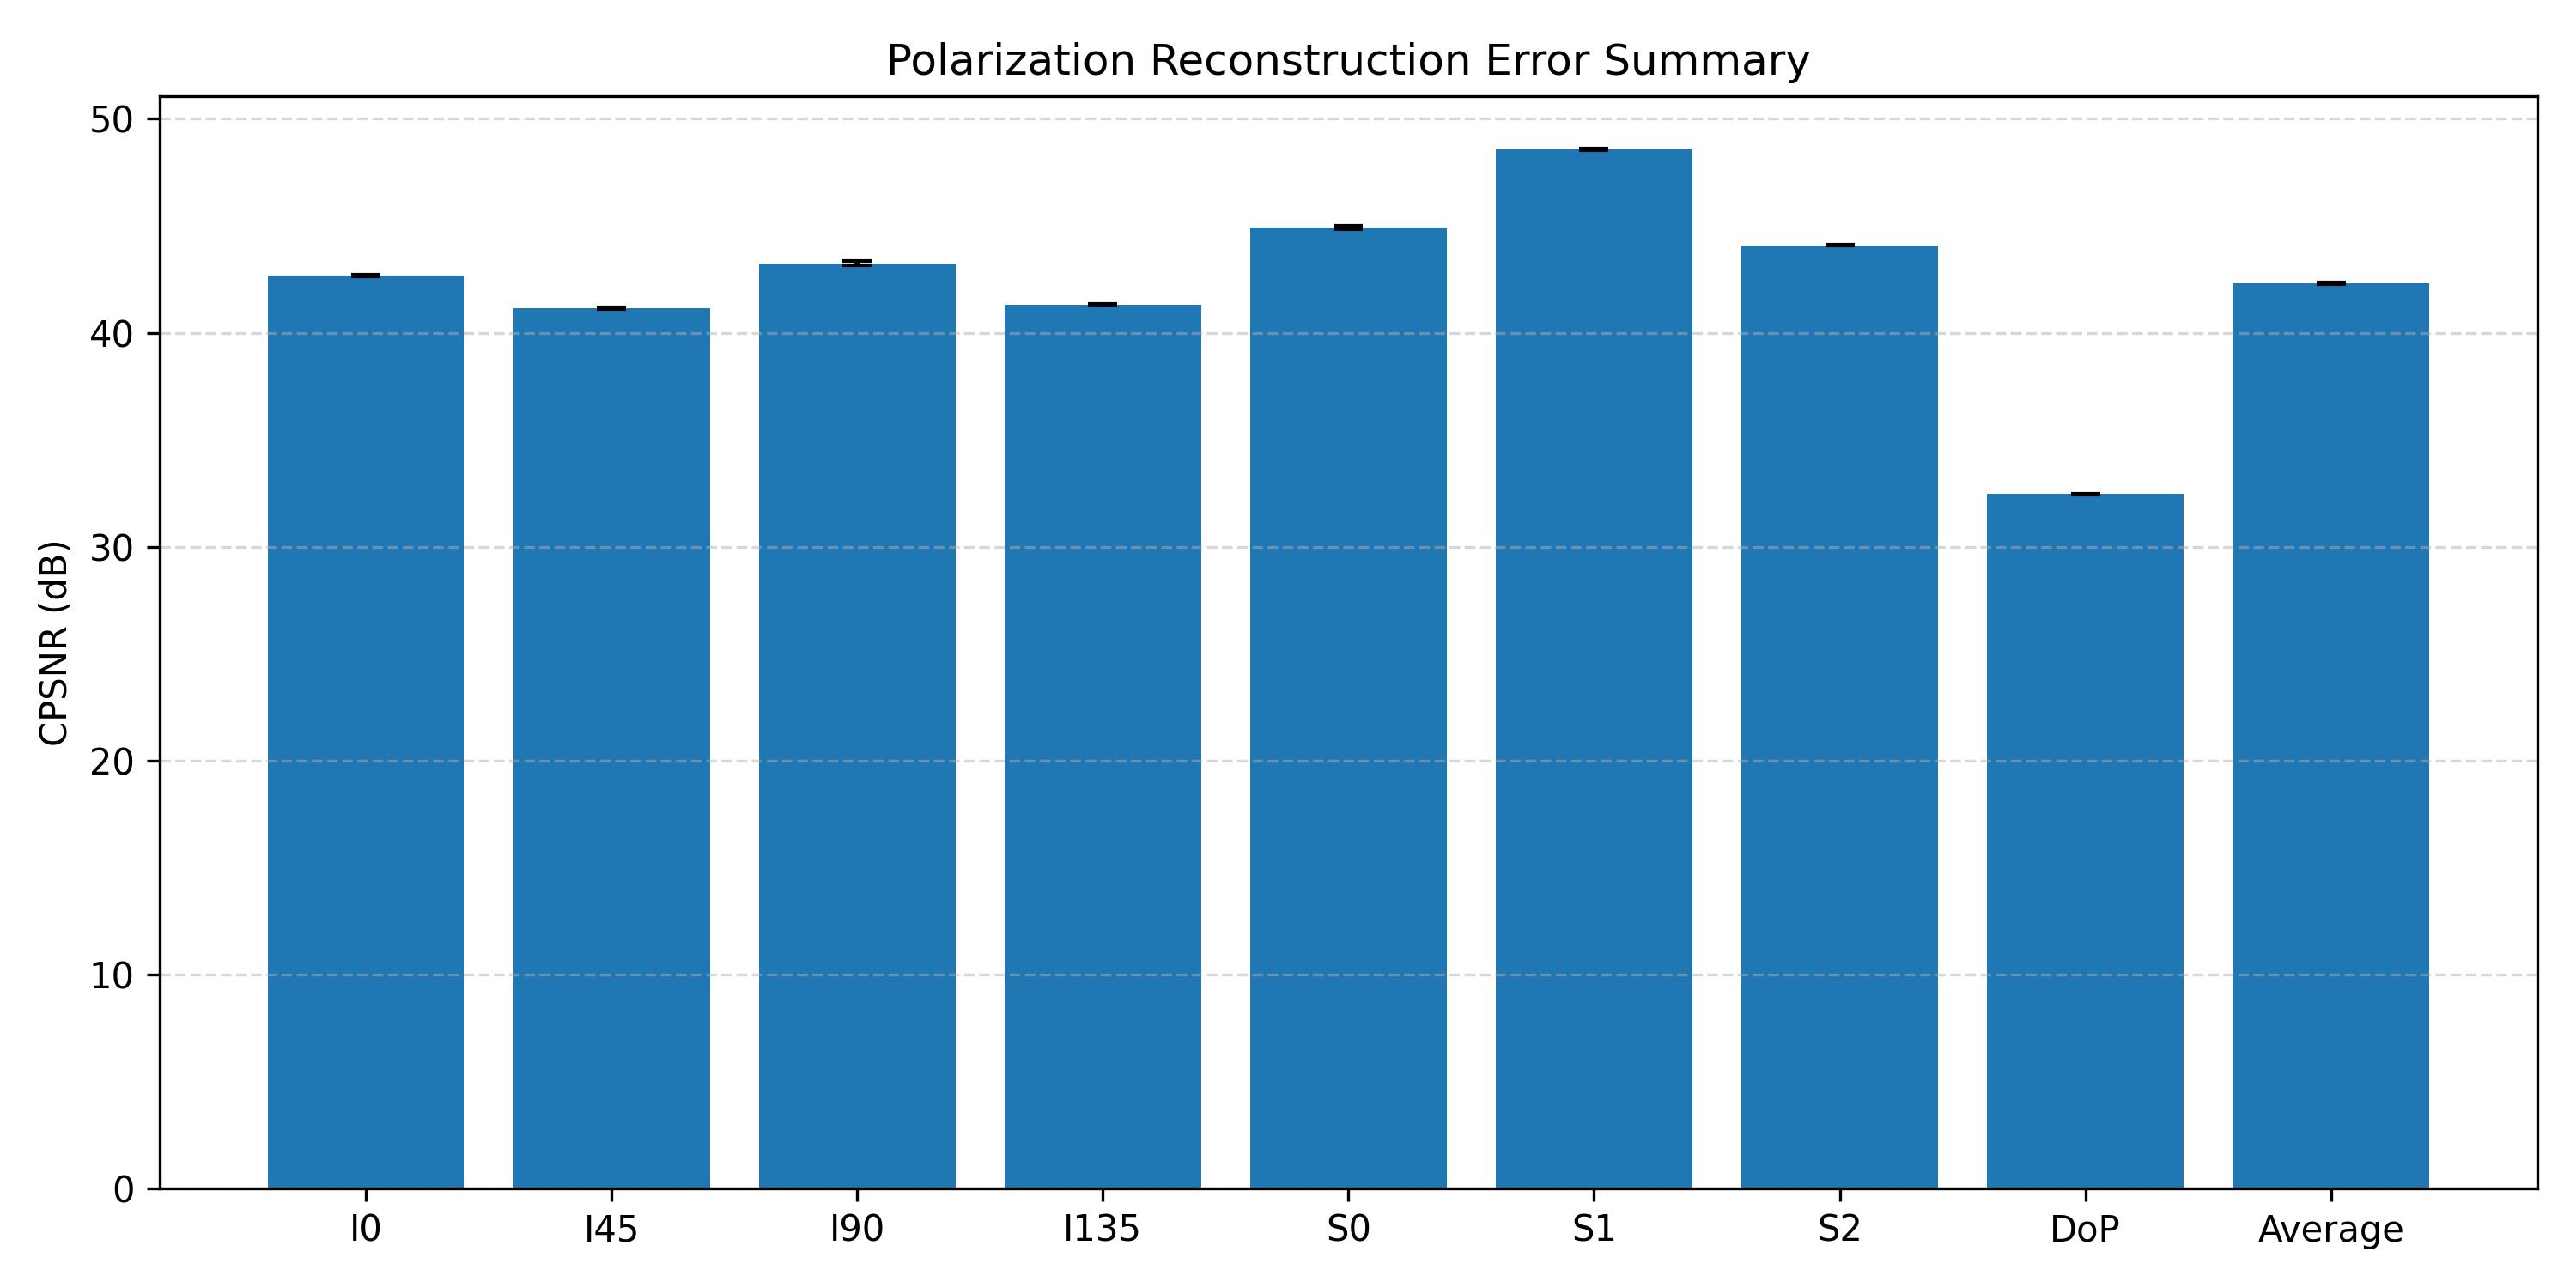 Polarization Reconstruction Error Summary
CPSNR (dB)
50
40
30
20
10
0
I0 I45 I90 I135 S0 S1 S2 DoP Average